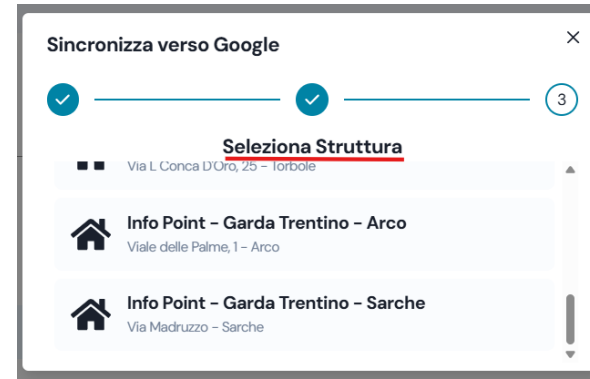 Sincronizza verso Google
3
Seleziona Struttura
Via L Conca D'Oro, 25 - Torbole
Info Point - Garda Trentino - Arco
Viale delle Palme, 1 - Arco
Info Point - Garda Trentino - Sarche
Via Madruzzo - Sarche